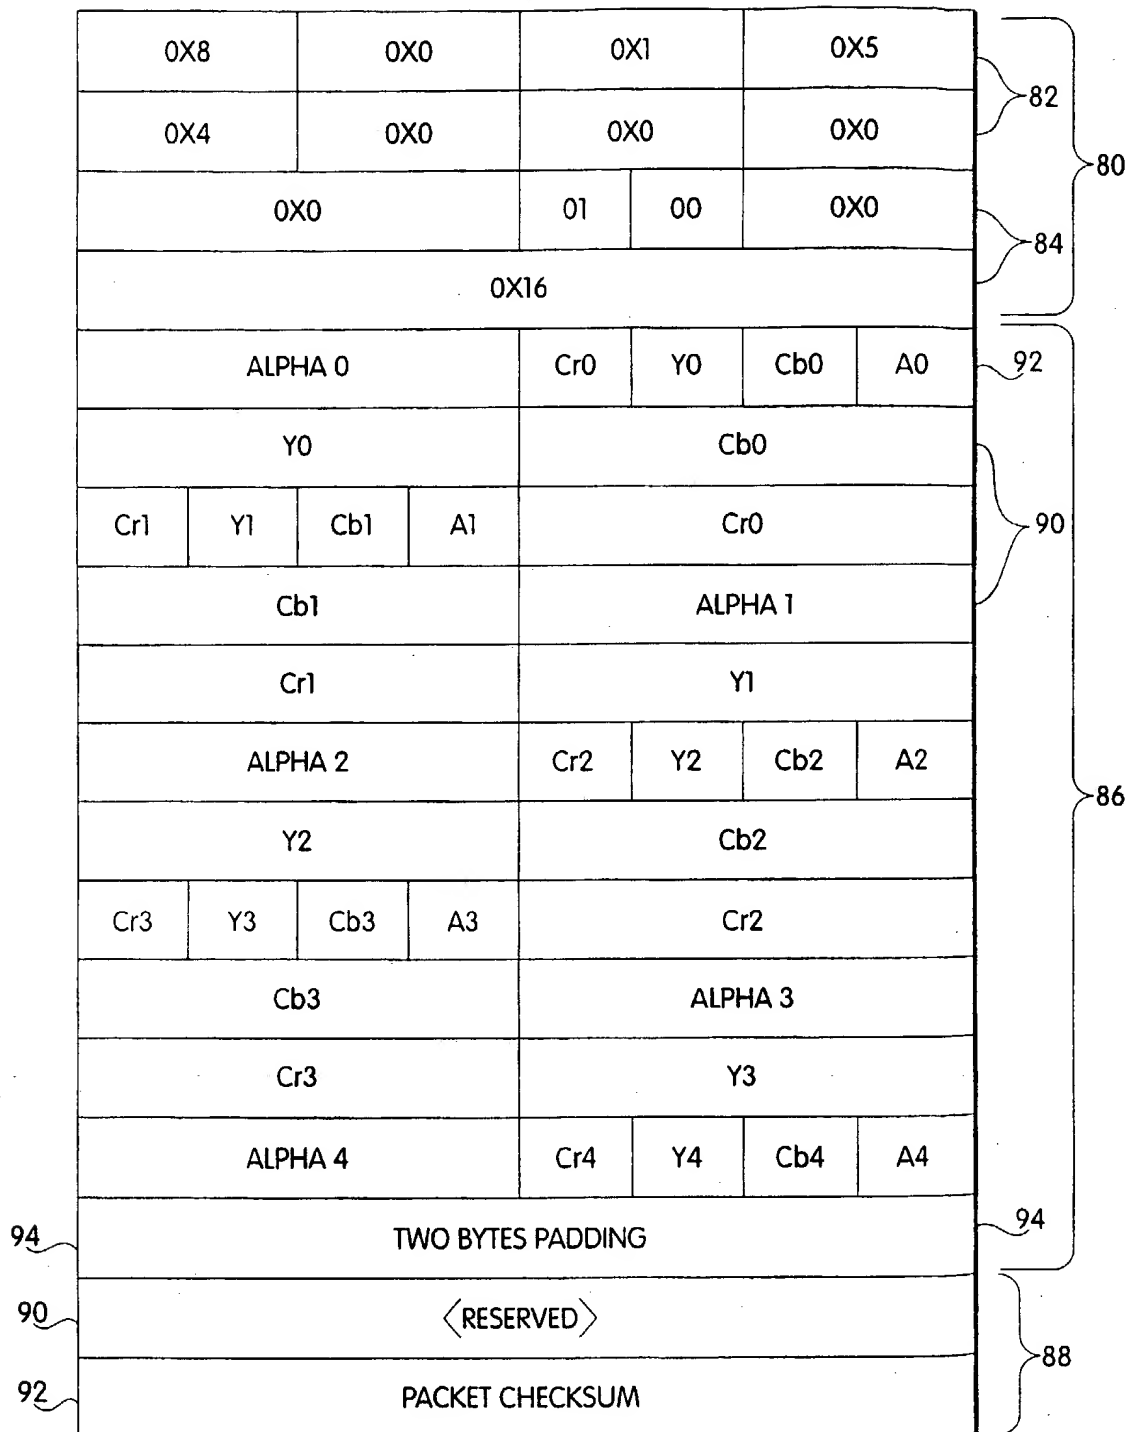 0X8 0X0 0X1 0X5
82
0X4 0X0 0X0 0X0
80
0X0 01 00 0X0
84
0X16
ALPHA 0 Cr0 Y0 Cb0 A0 92
Y0 Cb0
Cr1 Y1 Cb1 A1 Cr0 90
Cb1 ALPHA 1
Cr1 Y1
ALPHA 2 Cr2 Y2 Cb2 A2
86
Y2 Cb2
Cr3 Y3 Cb3 A3 Cr2
Cb3 ALPHA 3
Cr3 Y3
ALPHA 4 Cr4 Y4 Cb4 A4
94 TWO BYTES PADDING 94
90 〈RESERVED〉
88
92 PACKET CHECKSUM